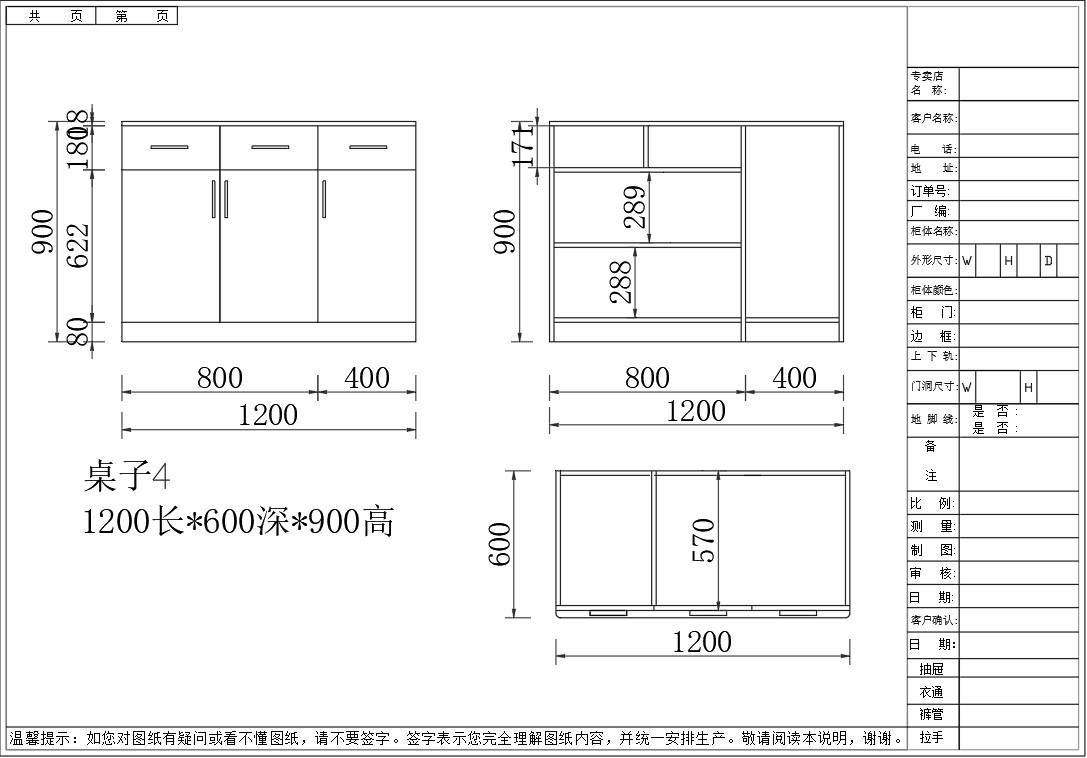 共 页 第 页
专卖店
名 称:
客户名称:
电 话:
地 址:
订单号:
厂 编:
柜体名称:
外形尺寸: W H D
柜体颜色:
柜 门:
边 框:
上 下 轨:
门洞尺寸: W H
地 脚 线: 是 否 :
是 否 :
备
注
比 例:
测 量:
制 图:
审 核:
日 期:
客户确认:
日 期:
抽屉
衣通
裤管
拉手
18
180
900
622
80
800 400
1200
171
289
900
288
800 400
1200
桌子4
1200长*600深*900高
600
570
1200
温馨提示：如您对图纸有疑问或看不懂图纸，请不要签字。签字表示您完全理解图纸内容，并统一安排生产。敬请阅读本说明，谢谢。